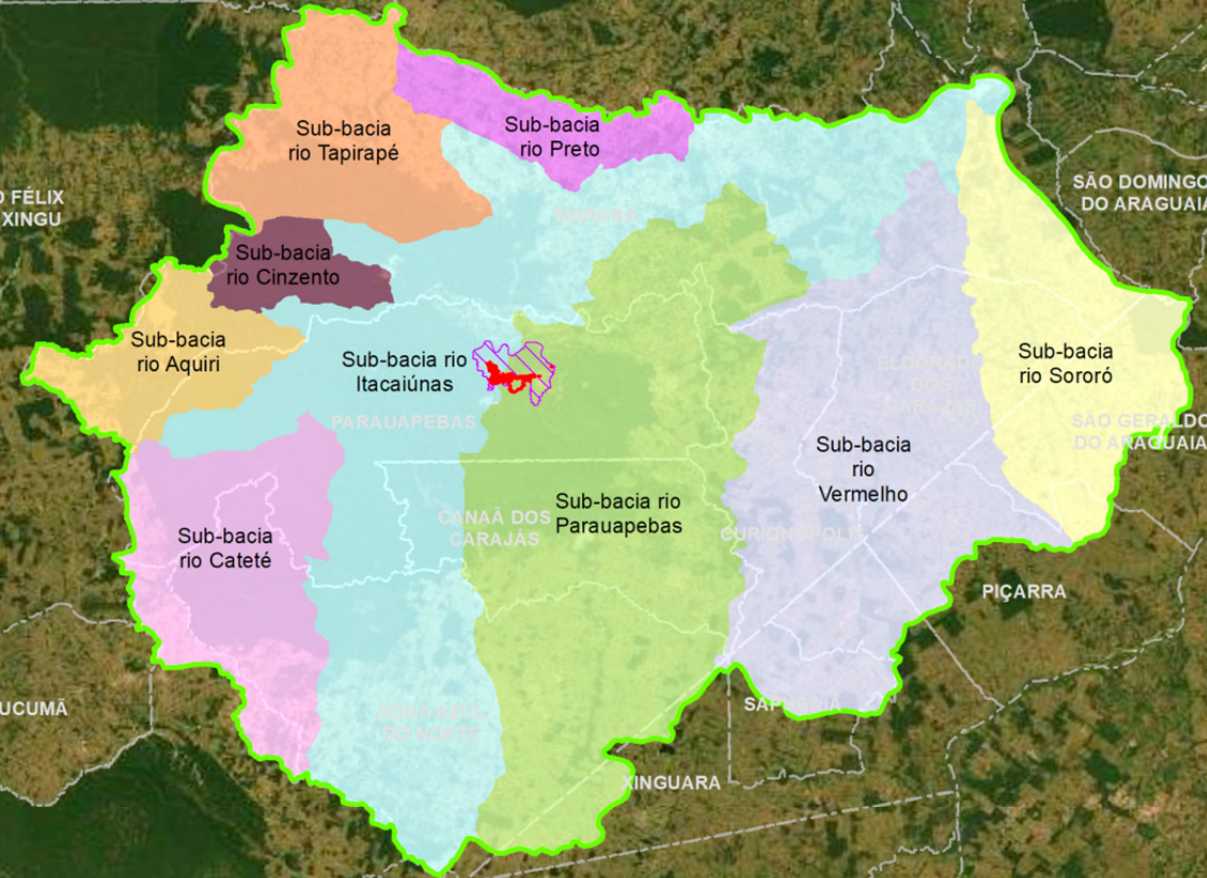 Sub-bacia
rio Tapirapé
Sub-bacia
rio Preto
FÉLIX
XINGU
SÃO DOMINGO
DO ARAGUAIA
MARABÁ
Sub-bacia
rio Cinzento
Sub-bacia
rio Aquiri
Sub-bacia rio
Itacaiúnas
Sub-bacia
rio Sororó
PARAUAPEBAS
SÃO GERALDO
DO ARAGUAIA
Sub-bacia
rio
Vermelho
Sub-bacia rio
Parauapebas
CANAÃ DOS
CARAJÁS
CURIONÓPOLIS
Sub-bacia
rio Cateté
PIÇARRA
UCUMÃ
ÁGUA AZUL
DO NORTE
XINGUARA